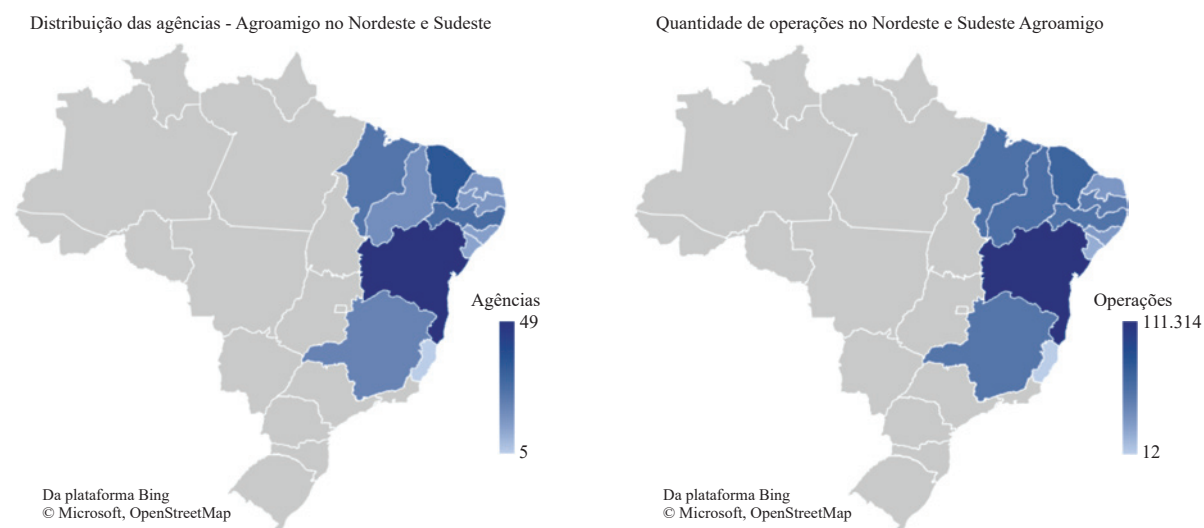 Distribuição das agências - Agroamigo no Nordeste e Sudeste
Agências
49
5
Da plataforma Bing
© Microsoft, OpenStreetMap
Quantidade de operações no Nordeste e Sudeste Agroamigo
Operações
111.314
12
Da plataforma Bing
© Microsoft, OpenStreetMap